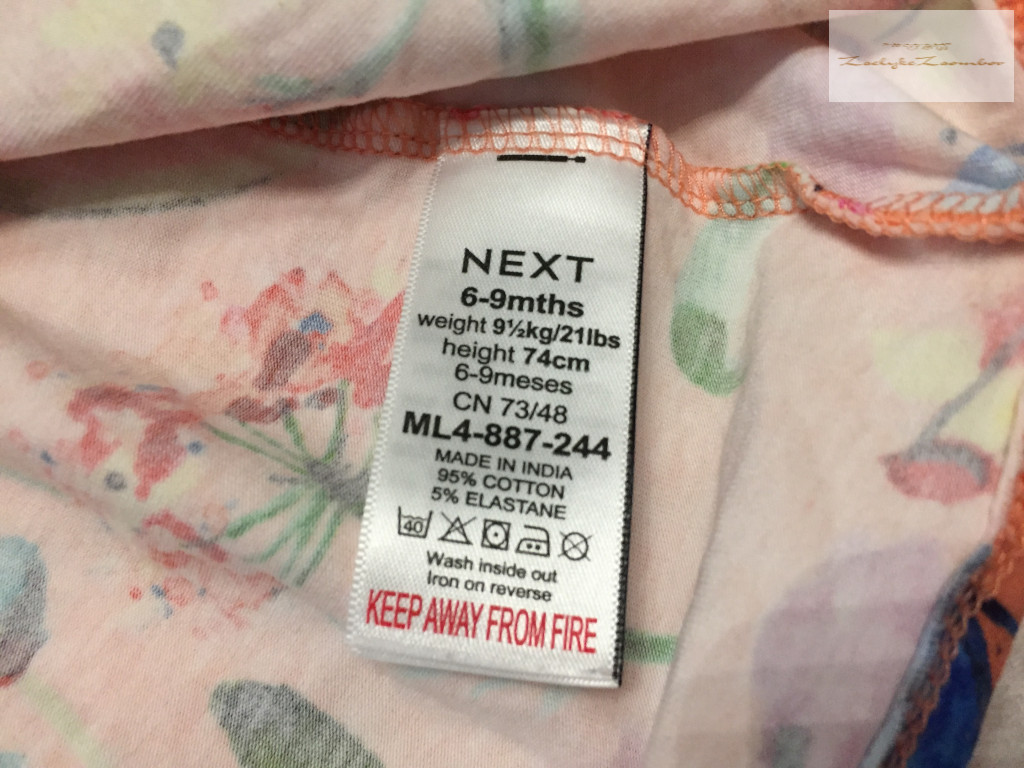 NEXT
6-9mths
weight 9½kg/21lbs
height 74cm
6-9meses
CN 73/48
ML4-887-244
MADE IN INDIA
95% COTTON
5% ELASTANE
40
Wash inside out
Iron on reverse
KEEP AWAY FROM FIRE